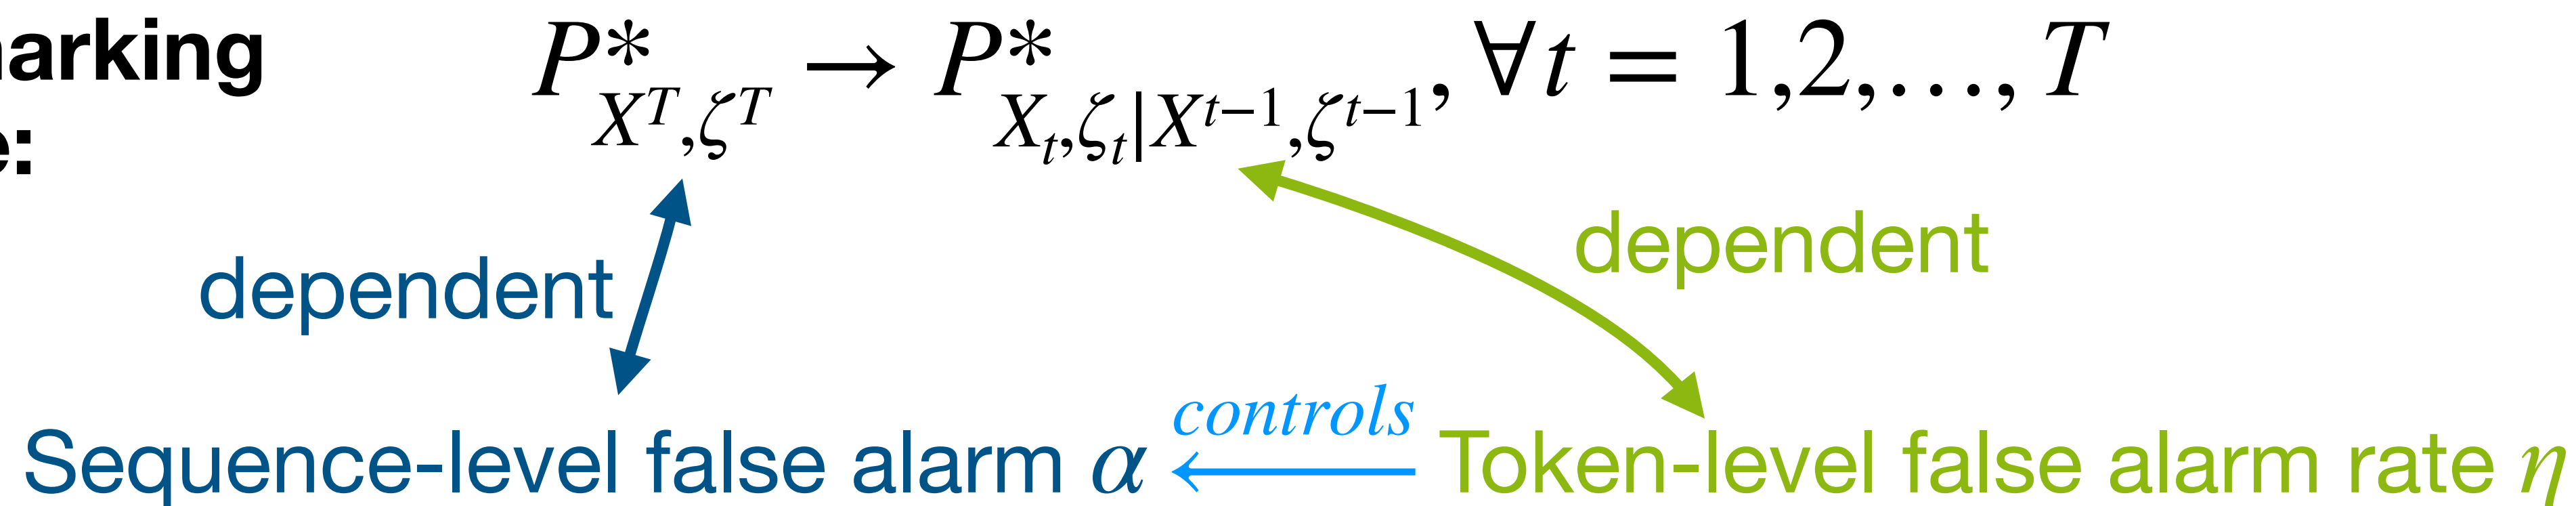 arking
P*_{X^T,ζ^T} → P*_{X_t,ζ_t|X^{t−1},ζ^{t−1}}, ∀t = 1,2,…, T
e:
dependent
dependent
controls
Sequence-level false alarm α ← Token-level false alarm rate η